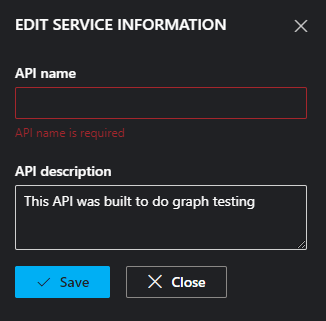 EDIT SERVICE INFORMATION
API name
API name is required
API description
This API was built to do graph testing
Save
Close